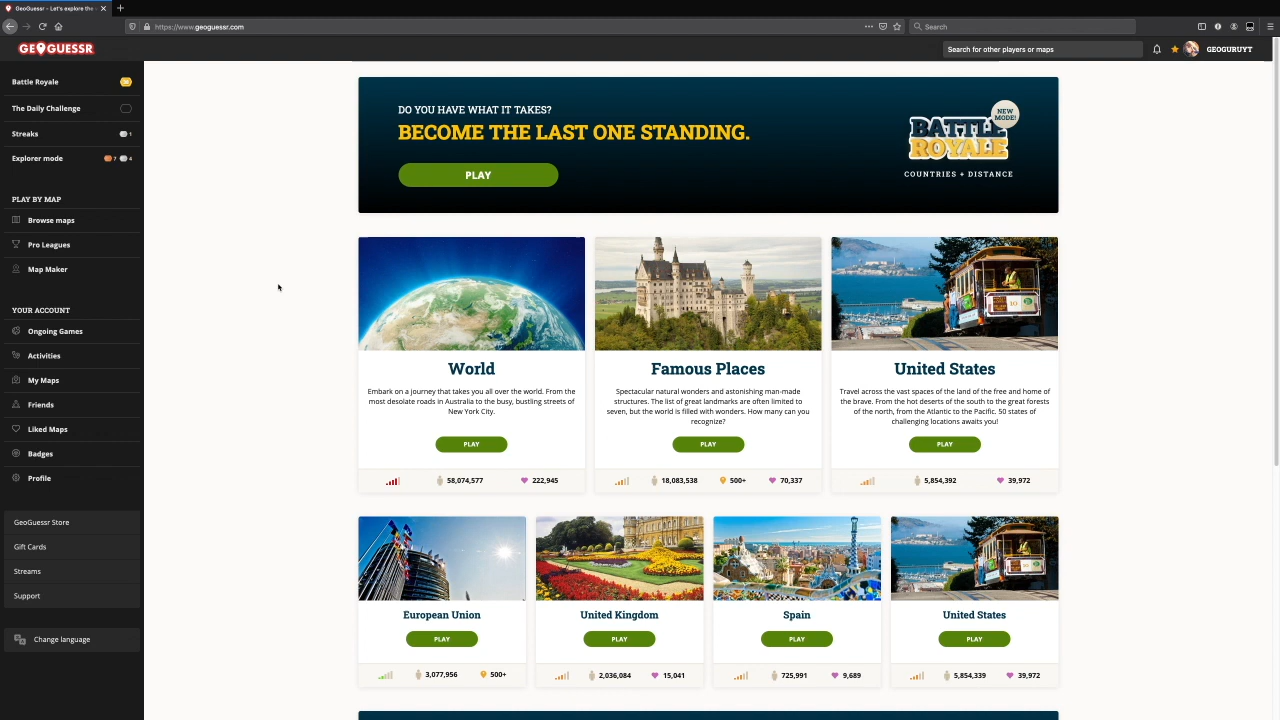 GeoGuessr - Let's explore the
https://www.geoguessr.com
Search
GEOGUESSR
Search for other players or maps
GEOGURUYT
Battle Royale
The Daily Challenge
Streaks
1
Explorer mode
7
4
PLAY BY MAP
Browse maps
Pro Leagues
Map Maker
YOUR ACCOUNT
Ongoing Games
Activities
My Maps
Friends
Liked Maps
Badges
Profile
GeoGuessr Store
Gift Cards
Streams
Support
Change language
DO YOU HAVE WHAT IT TAKES?
BECOME THE LAST ONE STANDING.
PLAY
NEW
MODE!
BATTLE
ROYALE
COUNTRIES + DISTANCE
World
Embark on a journey that takes you all over the world. From the
most desolate roads in Australia to the busy, bustling streets of
New York City.
PLAY
58,074,577
222,945
Famous Places
Spectacular natural wonders and astonishing man-made
structures. The list of great landmarks are often limited to
seven, but the world is filled with wonders. How many can you
recognize?
PLAY
18,083,538
500+
70,337
United States
Travel across the vast spaces of the land of the free and home of
the brave. From the hot deserts of the south to the great forests
of the north, from the Atlantic to the Pacific. 50 states of
challenging locations awaits you!
PLAY
5,854,392
39,972
European Union
PLAY
3,077,956
500+
United Kingdom
PLAY
2,036,084
15,041
Spain
PLAY
725,991
9,689
United States
PLAY
5,854,339
39,972